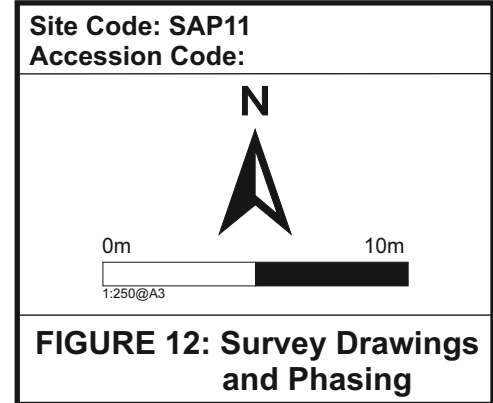 Site Code: SAP11
Accession Code:
N
0m 10m
1:250@A3
FIGURE 12: Survey Drawings
and Phasing